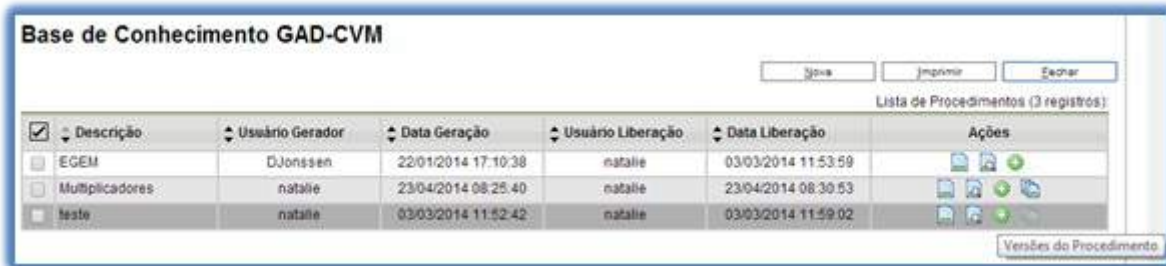 Base de Conhecimento GAD-CVM
Nova Imprimir Fechar
Lista de Procedimentos (3 registros):
Descrição Usuário Gerador Data Geração Usuário Liberação Data Liberação Ações
EGEM DJonssen 22/01/2014 17:10:38 natalie 03/03/2014 11:53:59
Multiplicadores natalie 23/04/2014 08:25:40 natalie 23/04/2014 08:30:53
teste natalie 03/03/2014 11:52:42 natalie 03/03/2014 11:59:02
Versões do Procedimento